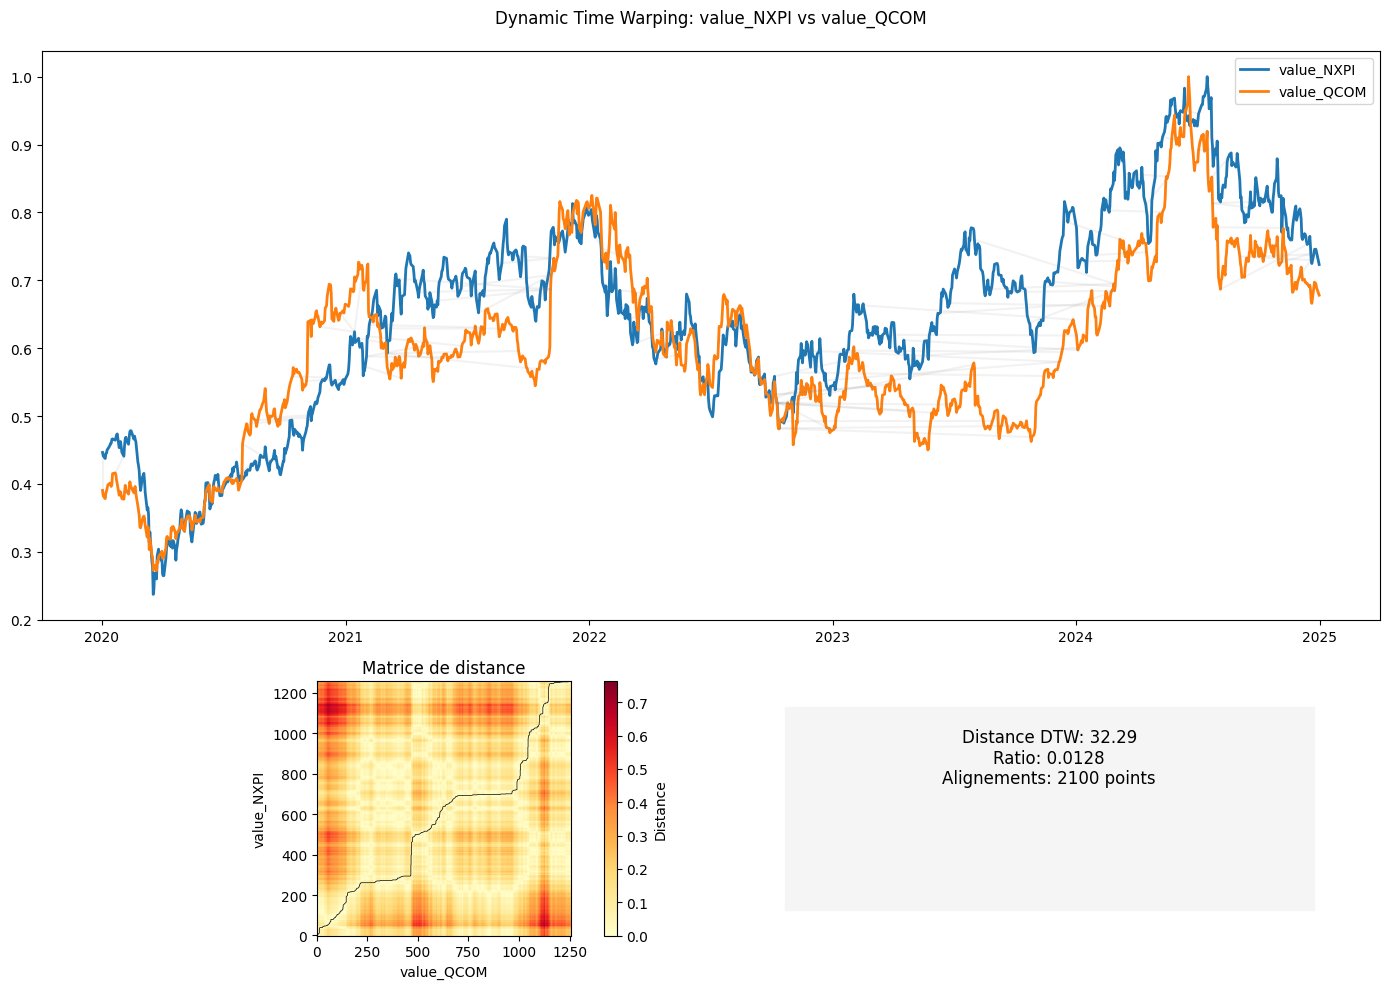 Dynamic Time Warping: value_NXPI vs value_QCOM
value_NXPI
value_QCOM
1.0
0.9
0.8
0.7
0.6
0.5
0.4
0.3
0.2
2020 2021 2022 2023 2024 2025
Matrice de distance
value_NXPI
1200
1000
800
600
400
200
0
0 250 500 750 1000 1250
value_QCOM
0.7
0.6
0.5
0.4
0.3
0.2
0.1
0.0
Distance
Distance DTW: 32.29
Ratio: 0.0128
Alignements: 2100 points